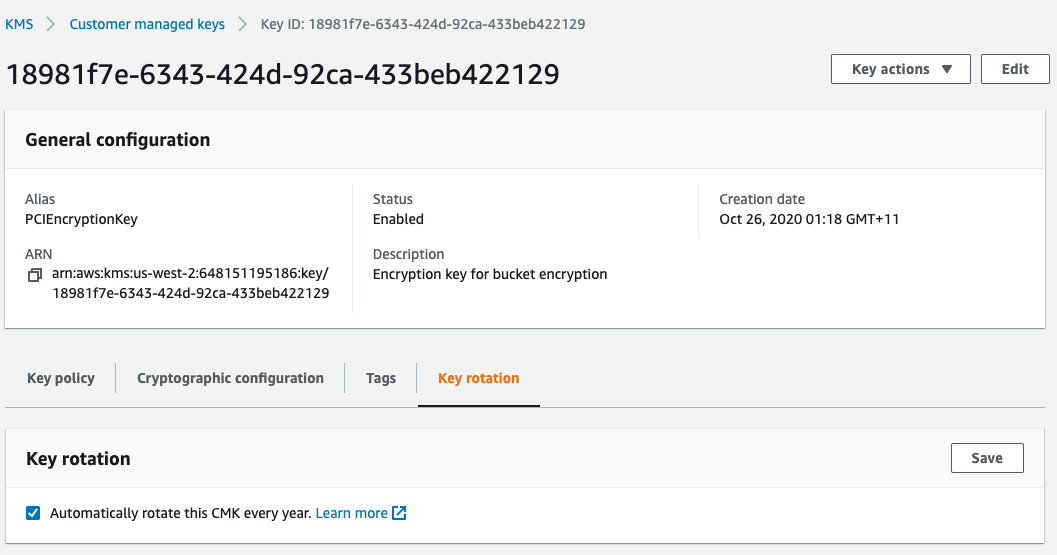 KMS > Customer managed keys > Key ID: 18981f7e-6343-424d-92ca-433beb422129
18981f7e-6343-424d-92ca-433beb422129
Key actions ▼ Edit
General configuration
Alias
PCIEncryptionKey
ARN
arn:aws:kms:us-west-2:648151195186:key/
18981f7e-6343-424d-92ca-433beb422129
Status
Enabled
Description
Encryption key for bucket encryption
Creation date
Oct 26, 2020 01:18 GMT+11
Key policy Cryptographic configuration Tags Key rotation
Key rotation
Save
Automatically rotate this CMK every year. Learn more